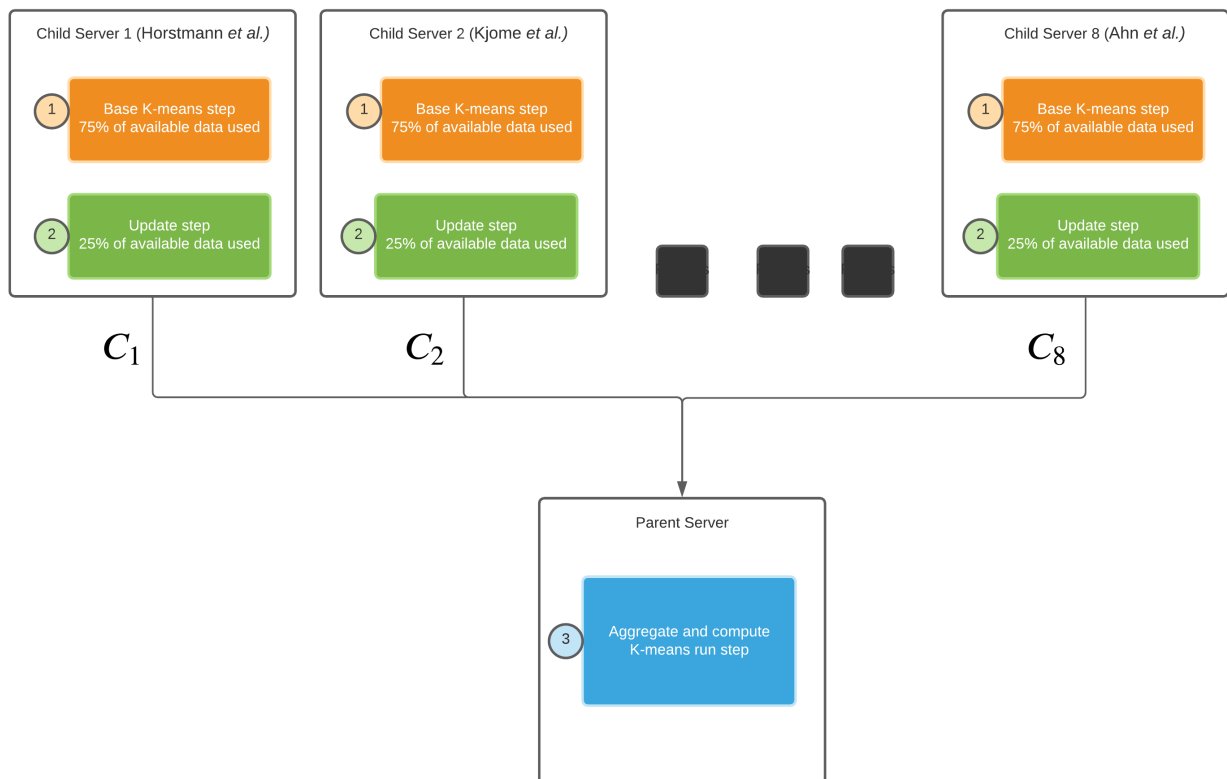 Child Server 1 (Horstmann et al.)
1
Base K-means step
75% of available data used
2
Update step
25% of available data used
Child Server 2 (Kjome et al.)
1
Base K-means step
75% of available data used
2
Update step
25% of available data used
Child Server 8 (Ahn et al.)
1
Base K-means step
75% of available data used
2
Update step
25% of available data used
C₁
C₂
C₈
Parent Server
3
Aggregate and compute
K-means run step